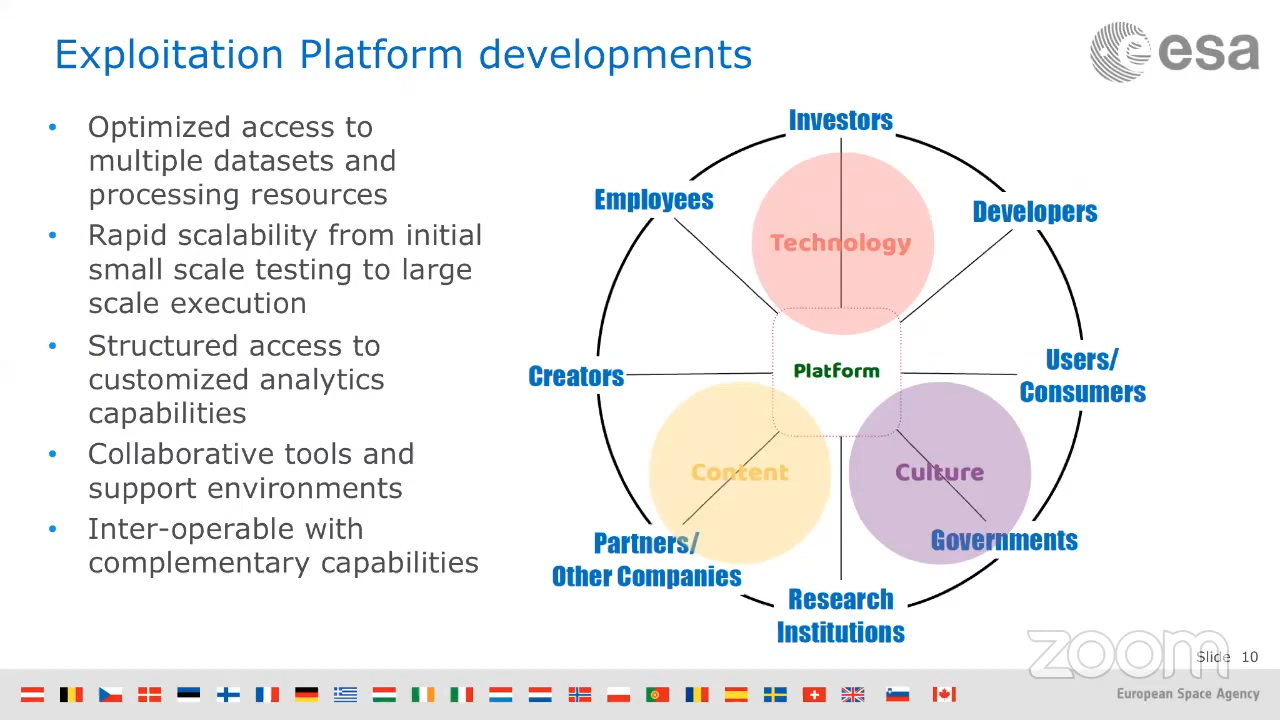 Exploitation Platform developments
esa
• Optimized access to
multiple datasets and
processing resources
• Rapid scalability from initial
small scale testing to large
scale execution
• Structured access to
customized analytics
capabilities
• Collaborative tools and
support environments
• Inter-operable with
complementary capabilities
Investors
Employees
Developers
Technology
Creators
Platform
Users/
Consumers
Content
Culture
Partners/
Other Companies
Governments
Research
Institutions
zoom
Slide 10
European Space Agency